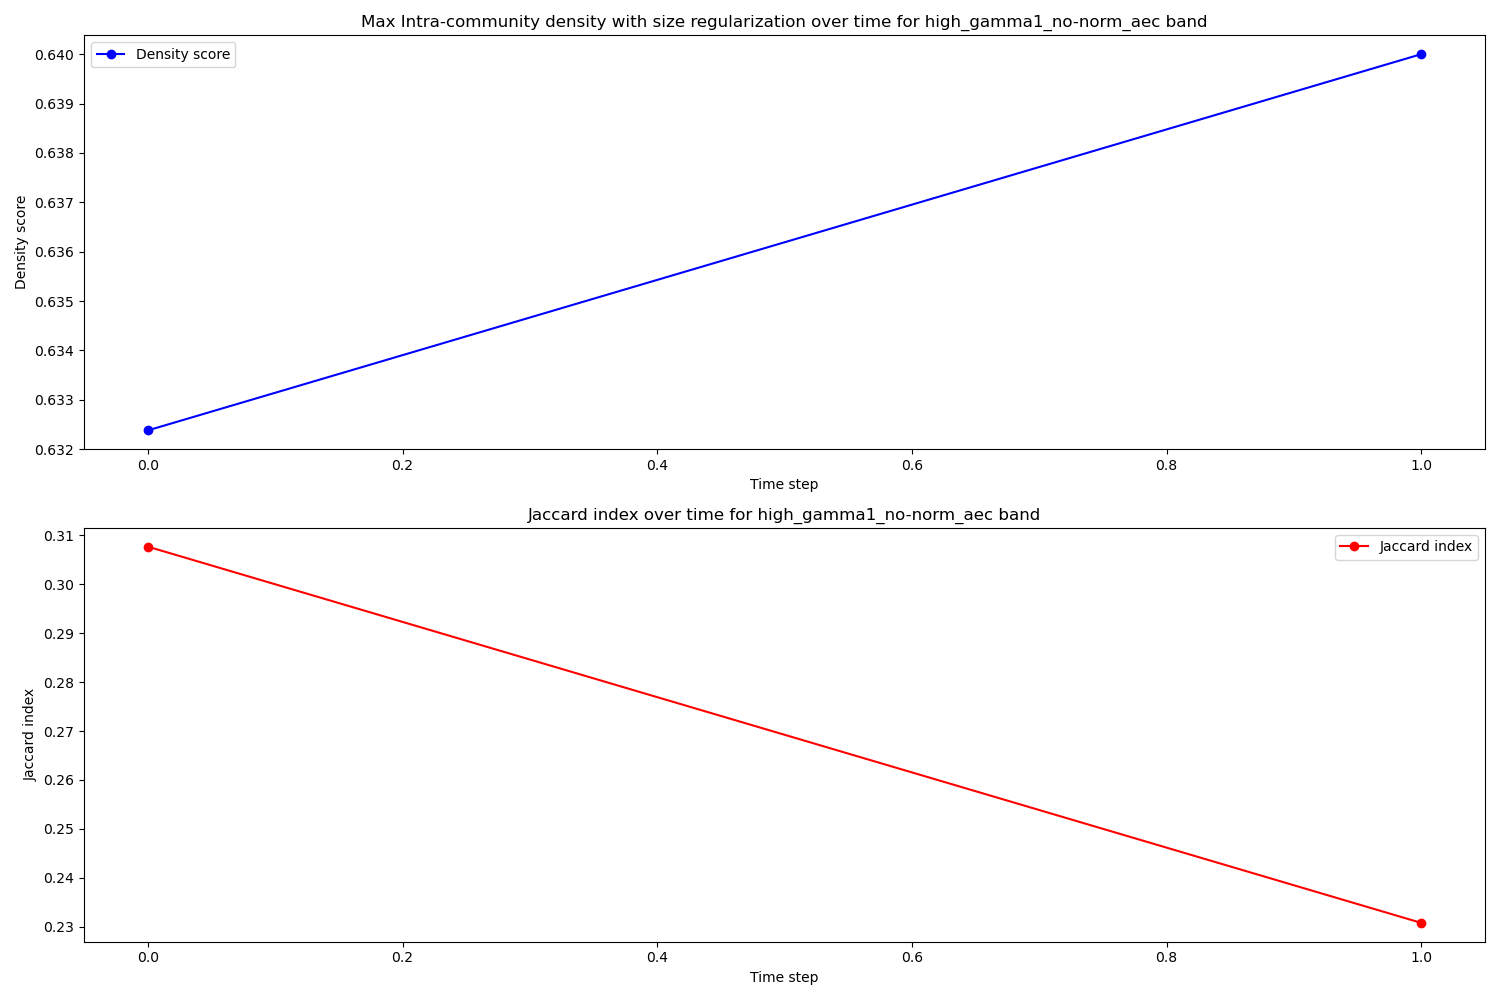 Max Intra-community density with size regularization over time for high_gamma1_no-norm_aec band
Density score
0.640
0.639
0.638
0.637
0.636
0.635
0.634
0.633
0.632
Density score
0.0 0.2 0.4 0.6 0.8 1.0
Time step
Jaccard index over time for high_gamma1_no-norm_aec band
Jaccard index
0.31
0.30
0.29
0.28
0.27
0.26
0.25
0.24
0.23
Jaccard index
0.0 0.2 0.4 0.6 0.8 1.0
Time step